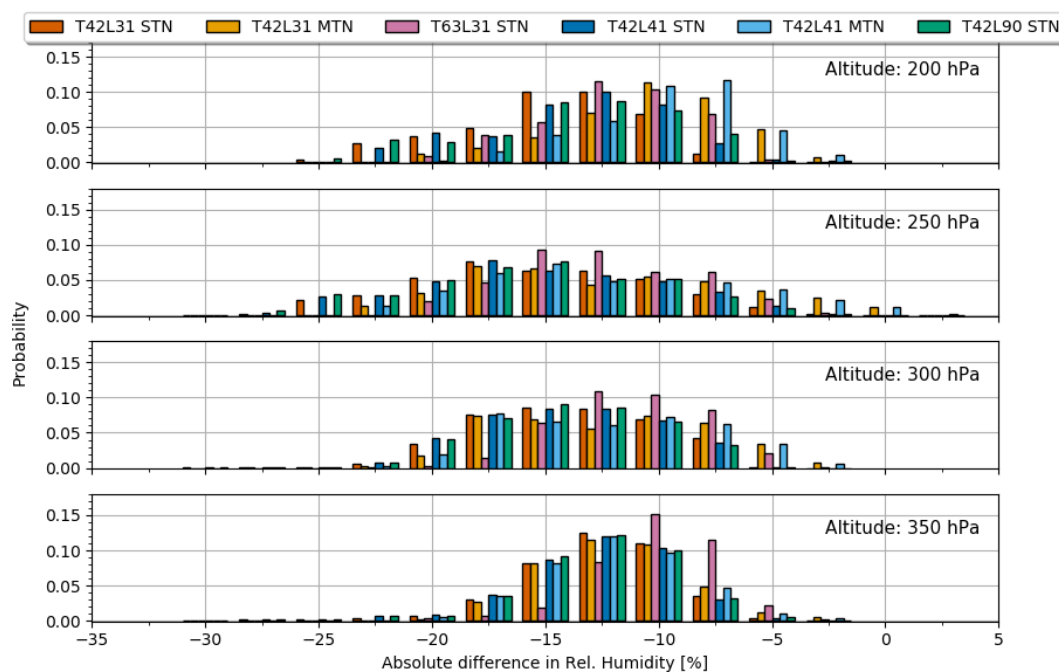 T42L31 STN T42L31 MTN T63L31 STN T42L41 STN T42L41 MTN T42L90 STN
Altitude: 200 hPa
0.15
0.10
0.05
0.00
Altitude: 250 hPa
0.15
0.10
0.05
0.00
Probability
Altitude: 300 hPa
0.15
0.10
0.05
0.00
Altitude: 350 hPa
0.15
0.10
0.05
0.00
−35 −30 −25 −20 −15 −10 −5 0 5
Absolute difference in Rel. Humidity [%]